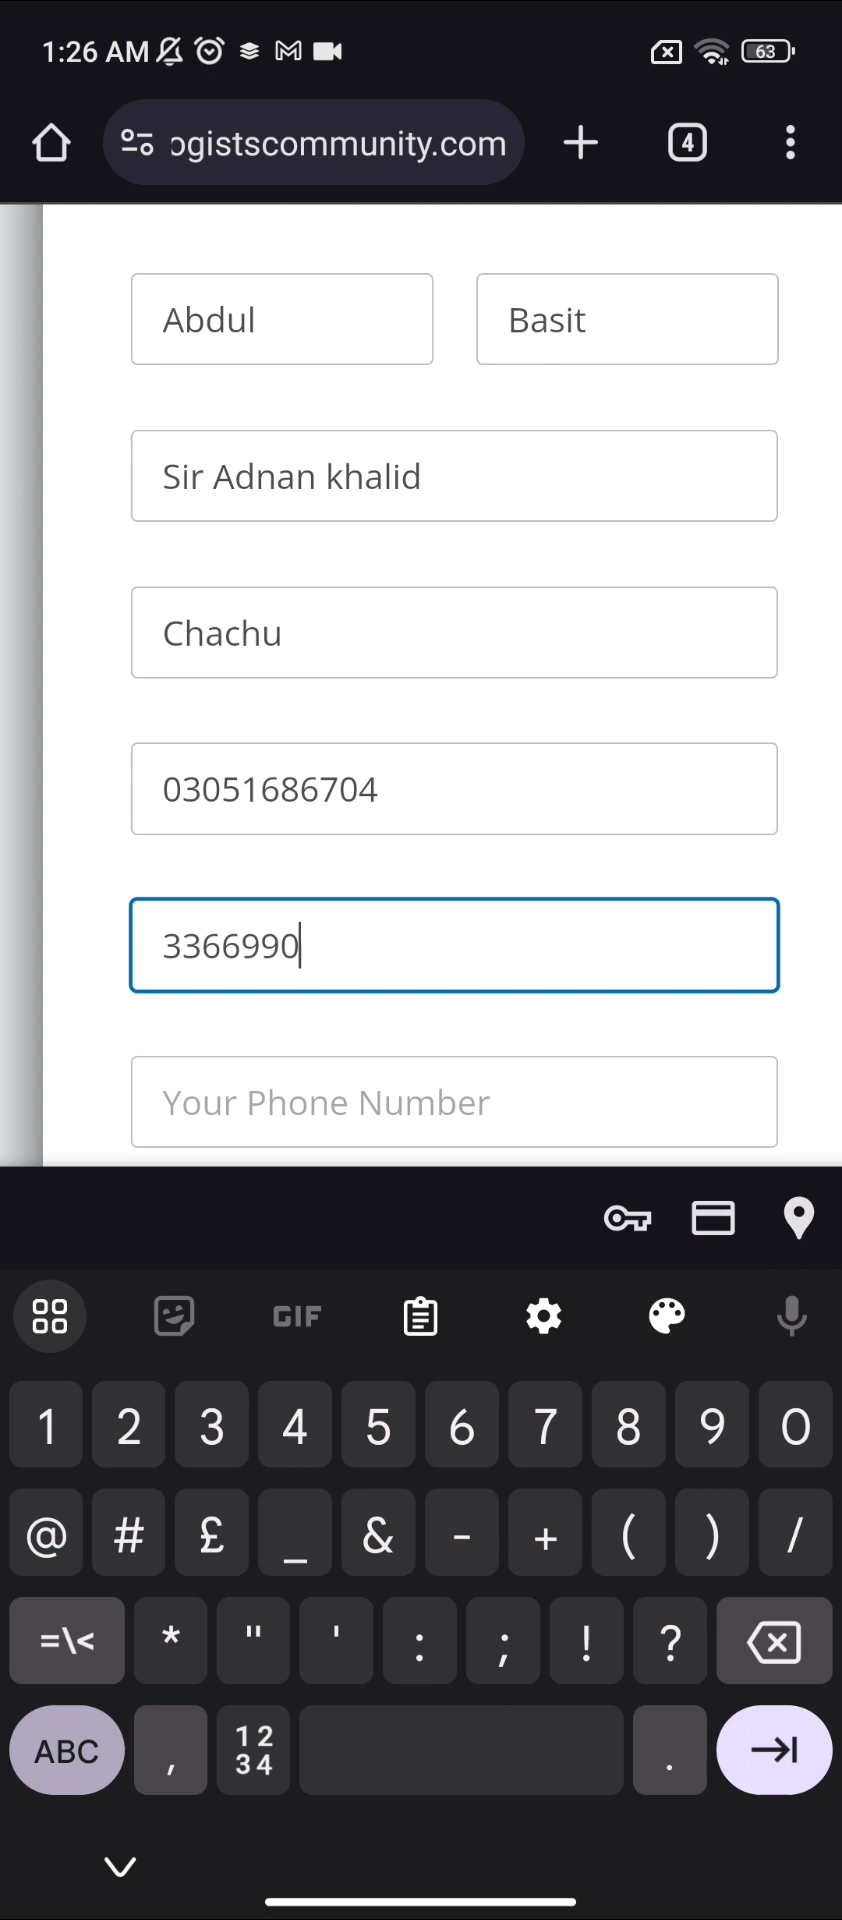 1:26 AM 63
ogistscommunity.com 4
Abdul Basit
Sir Adnan khalid
Chachu
03051686704
3366990
Your Phone Number
GIF
1 2 3 4 5 6 7 8 9 0
@ # £ _ & - + ( ) /
=\< * " ' : ; ! ?
ABC , 12 .
34